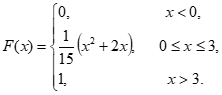 F(x) = { 0, x < 0,
1/15 (x² + 2x), 0 ≤ x ≤ 3,
1, x > 3.